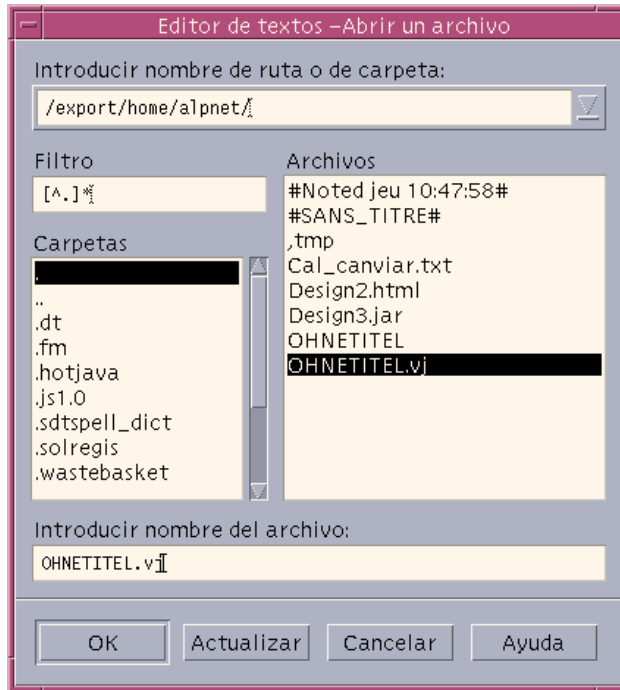 Editor de textos –Abrir un archivo
Introducir nombre de ruta o de carpeta:
/export/home/alpnet/
Filtro
[^.]*
Carpetas
.
..
.dt
.fm
.hotjava
.js1.0
.sdtspell_dict
.solregis
.wastebasket
Archivos
#Noted jeu 10:47:58#
#SANS_TITRE#
,tmp
Cal_canviar.txt
Design2.html
Design3.jar
OHNETITEL
OHNETITEL.vj
Introducir nombre del archivo:
OHNETITEL.vj
OK
Actualizar
Cancelar
Ayuda